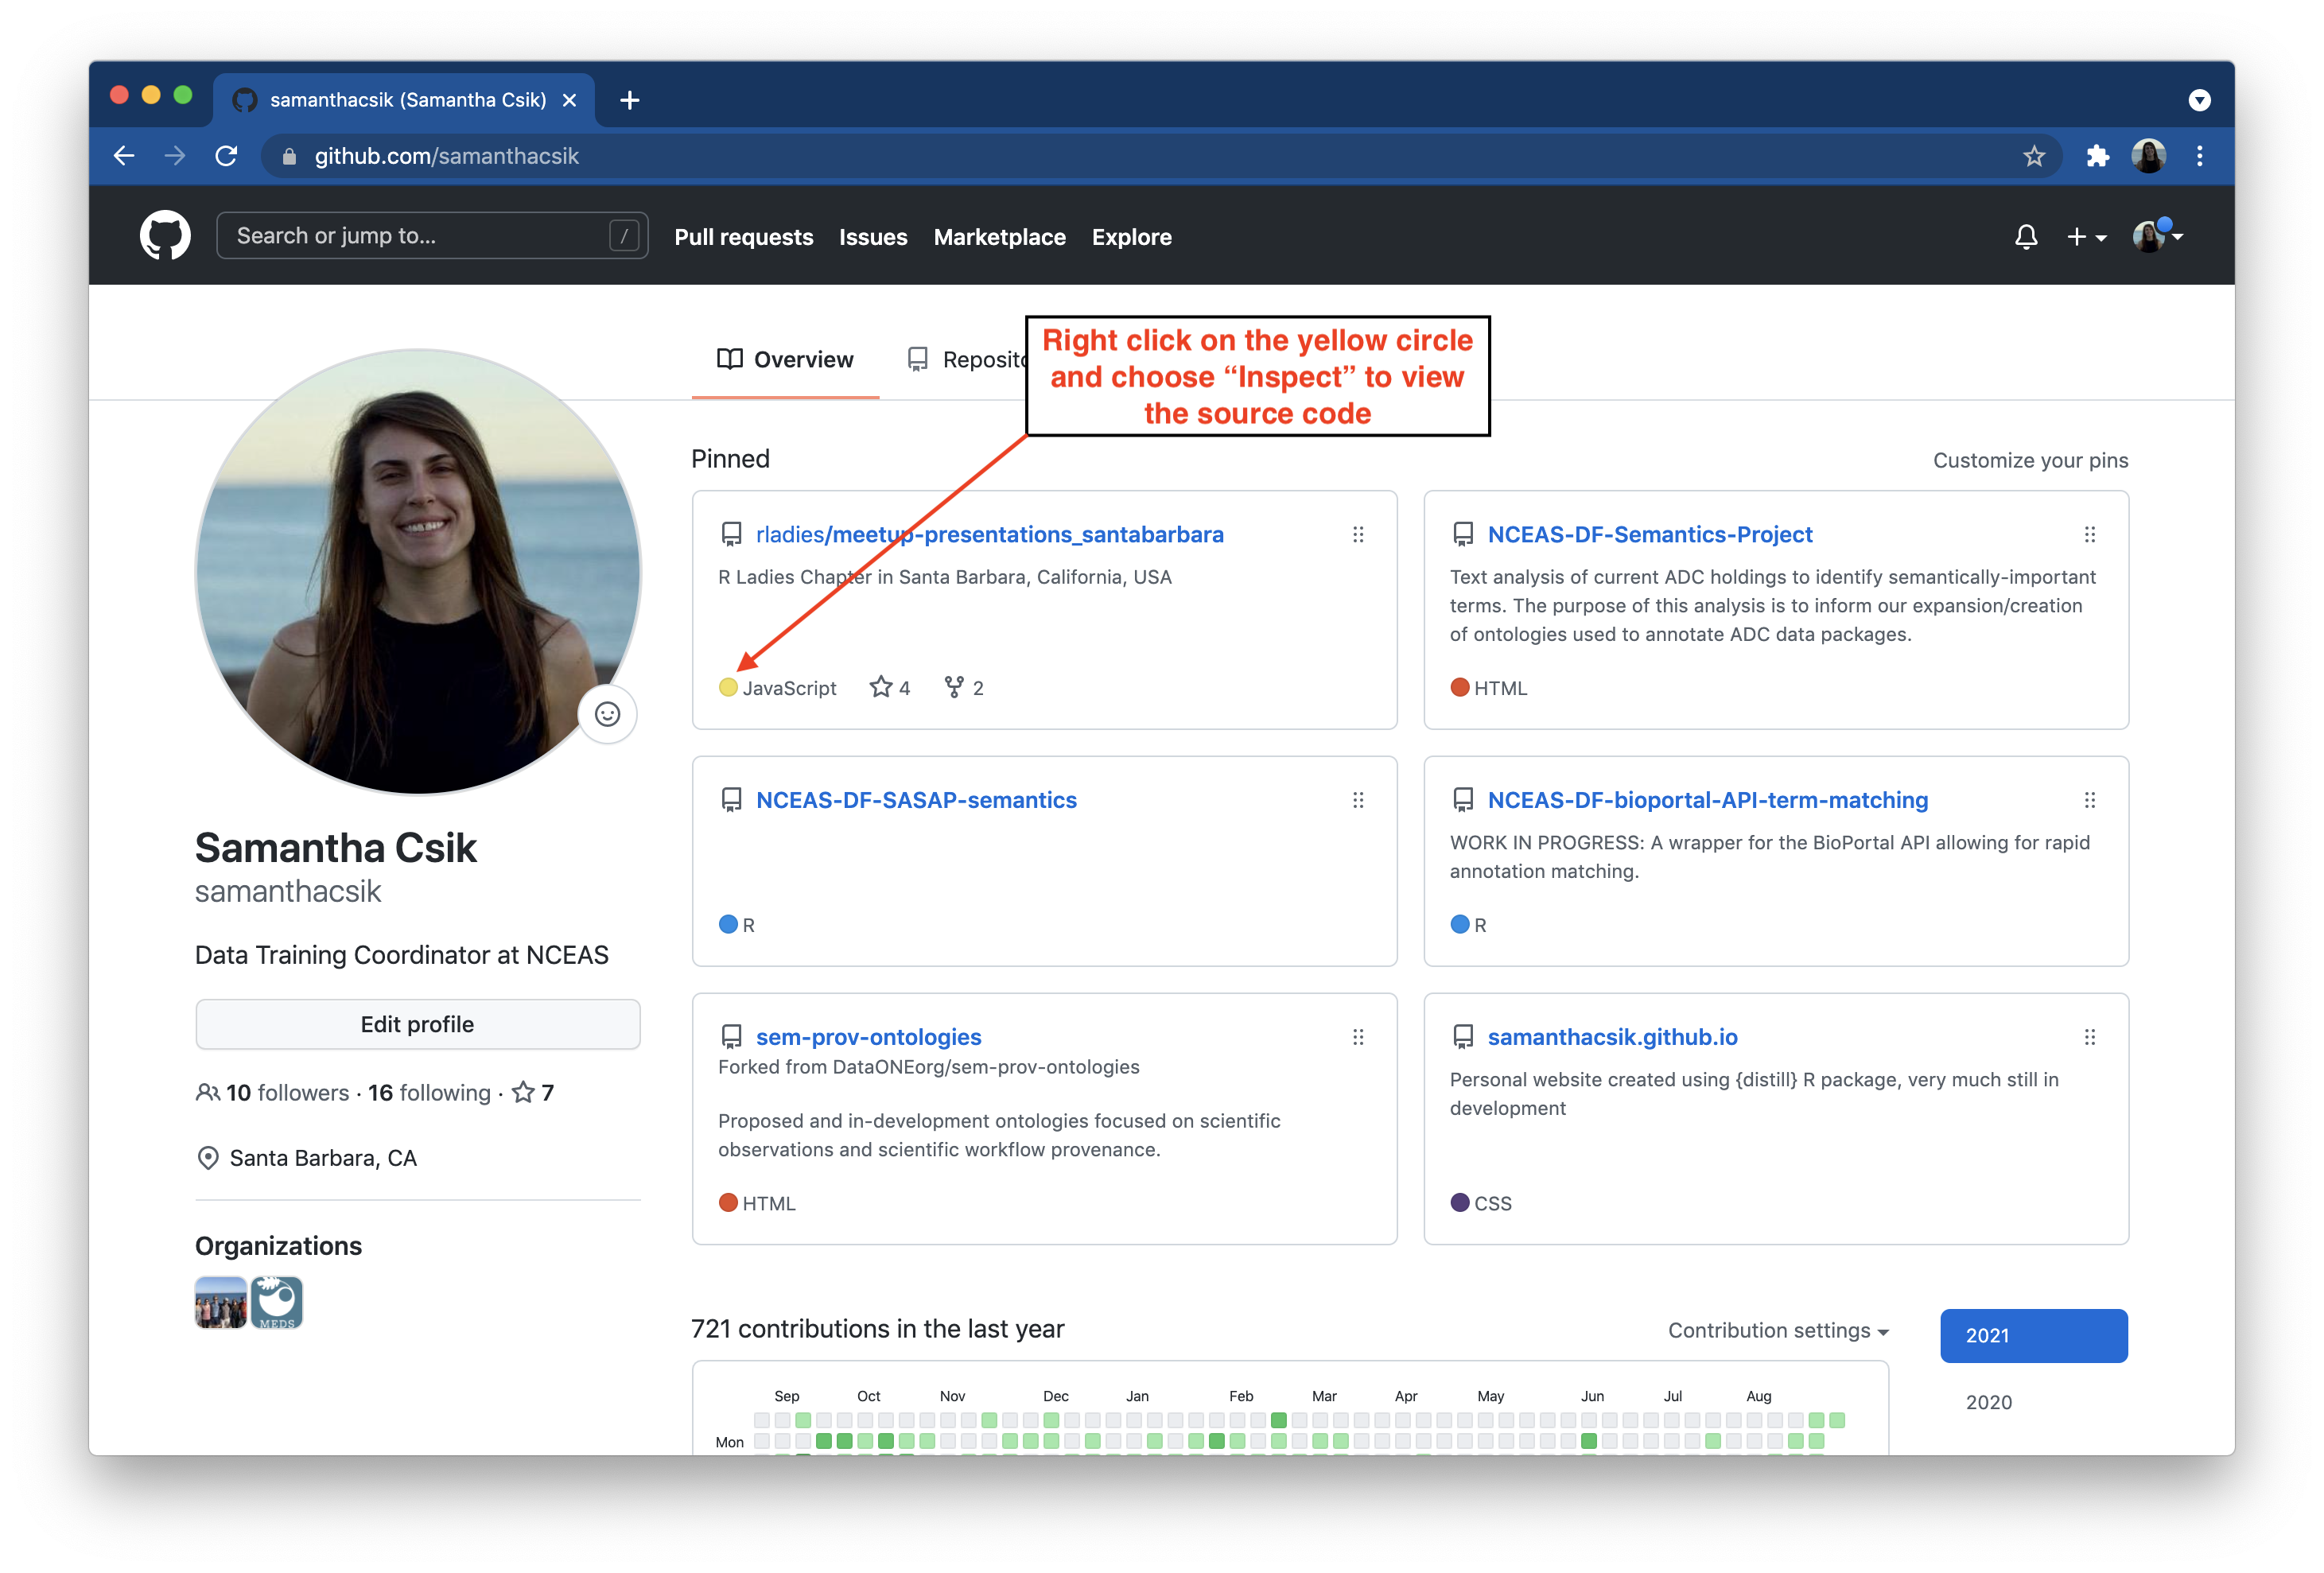 samanthacsik (Samantha Csik)
github.com/samanthacsik
Search or jump to... /
Pull requests Issues Marketplace Explore
Overview
Right click on the yellow circle
and choose “Inspect” to view
the source code
Pinned
Customize your pins
rladies/meetup-presentations_santabarbara
R Ladies Chapter in Santa Barbara, California, USA
JavaScript 4 2
NCEAS-DF-Semantics-Project
Text analysis of current ADC holdings to identify semantically-important
terms. The purpose of this analysis is to inform our expansion/creation
of ontologies used to annotate ADC data packages.
HTML
NCEAS-DF-SASAP-semantics
R
NCEAS-DF-bioportal-API-term-matching
WORK IN PROGRESS: A wrapper for the BioPortal API allowing for rapid
annotation matching.
R
sem-prov-ontologies
Forked from DataONEorg/sem-prov-ontologies
Proposed and in-development ontologies focused on scientific
observations and scientific workflow provenance.
HTML
samanthacsik.github.io
Personal website created using {distill} R package, very much still in
development
CSS
Samantha Csik
samanthacsik
Data Training Coordinator at NCEAS
Edit profile
10 followers · 16 following · 7
Santa Barbara, CA
Organizations
MEDS
721 contributions in the last year
Contribution settings
2021
2020
Sep Oct Nov Dec Jan Feb Mar Apr May Jun Jul Aug
Mon